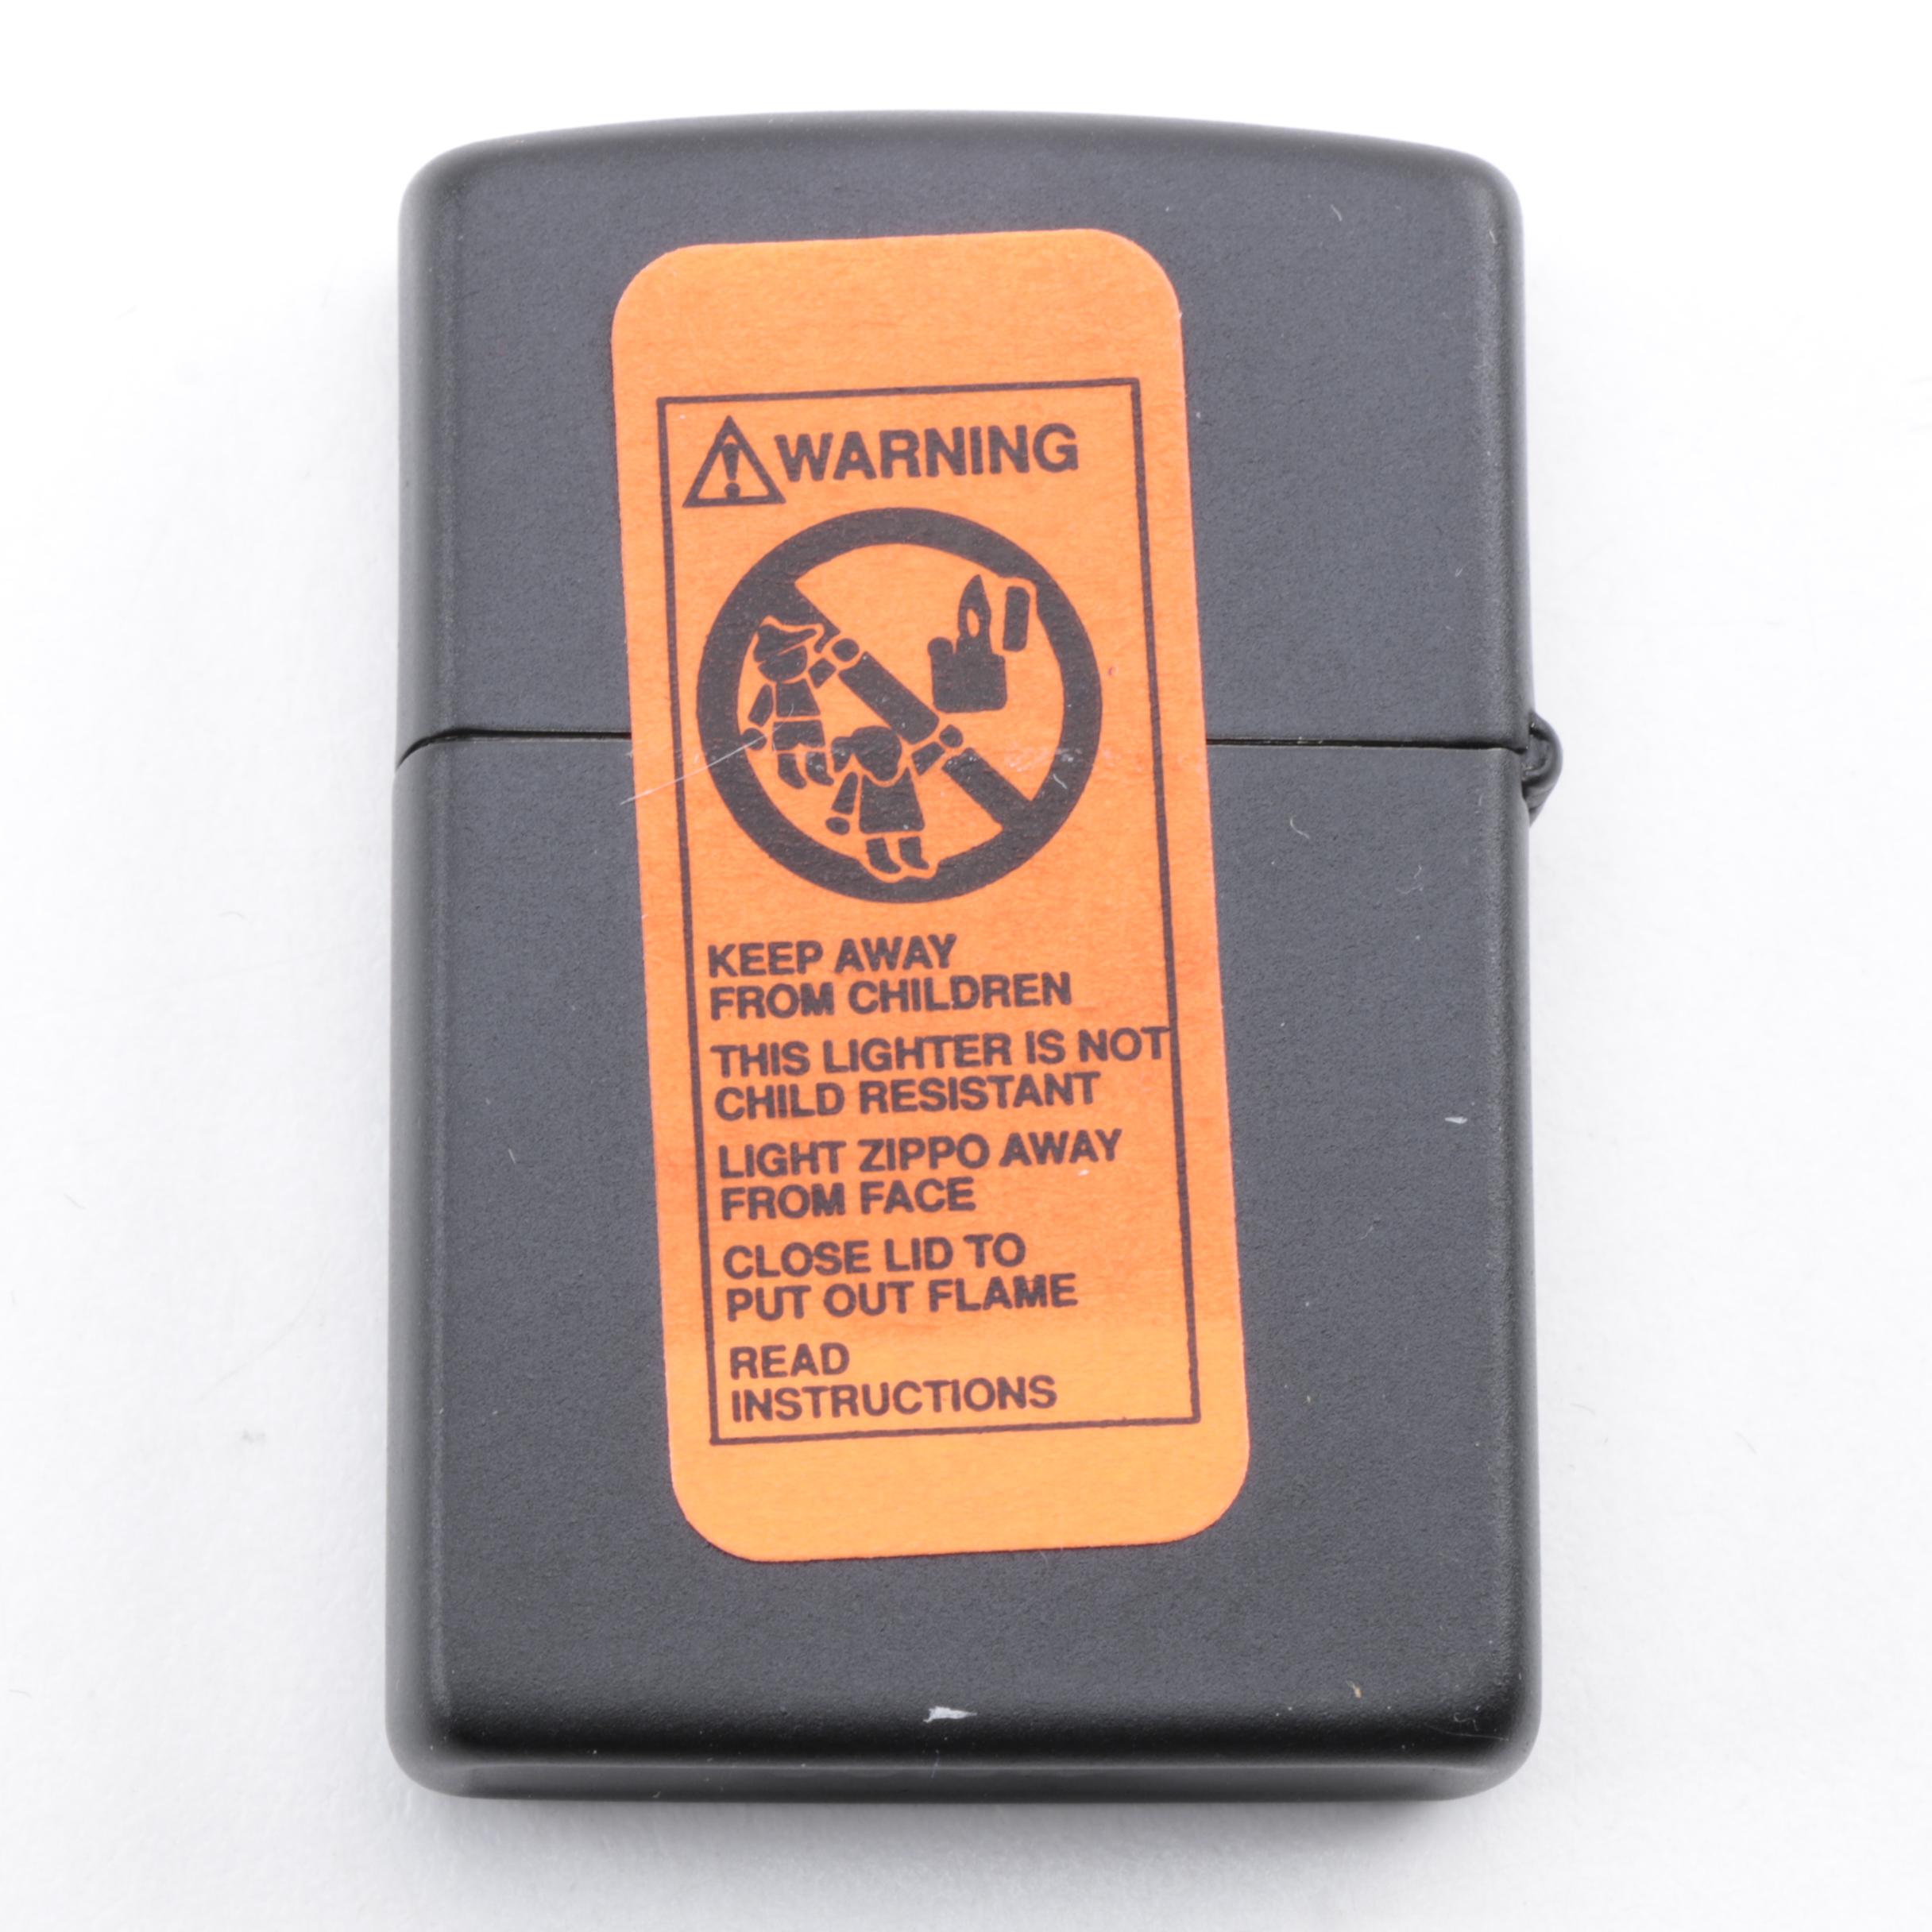 WARNING
KEEP AWAY
FROM CHILDREN
THIS LIGHTER IS NOT
CHILD RESISTANT
LIGHT ZIPPO AWAY
FROM FACE
CLOSE LID TO
PUT OUT FLAME
READ
INSTRUCTIONS